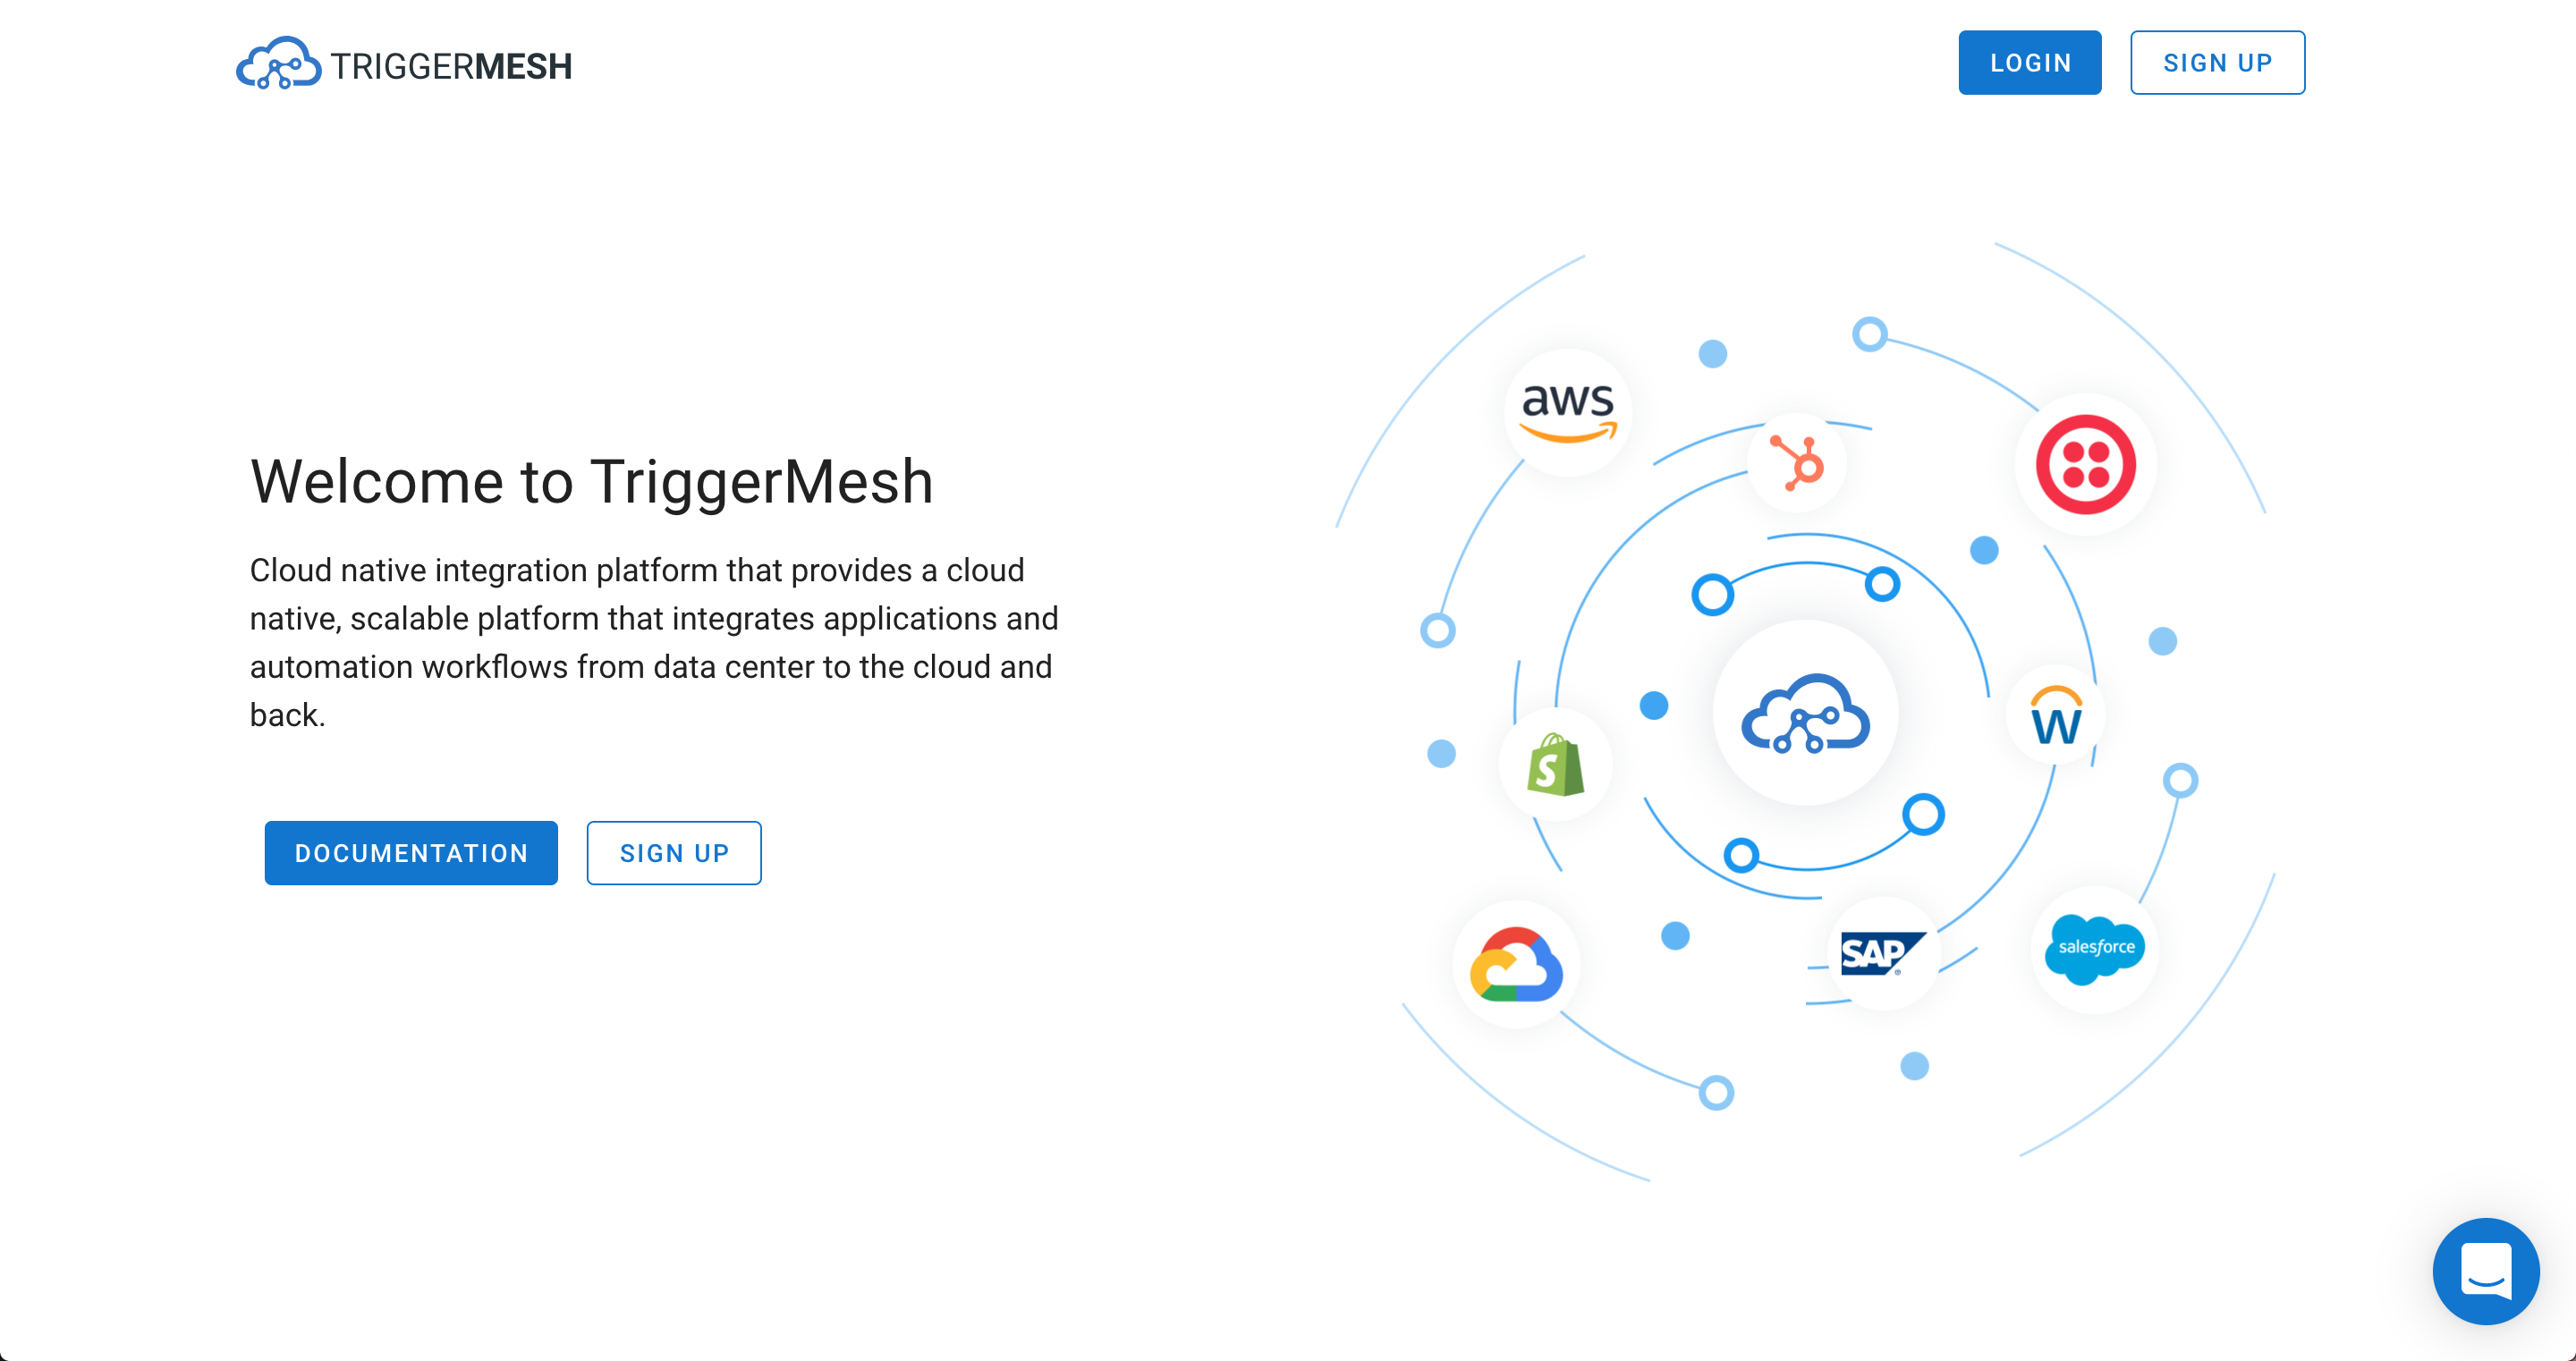 TRIGGERMESH
LOGIN
SIGN UP
Welcome to TriggerMesh
Cloud native integration platform that provides a cloud
native, scalable platform that integrates applications and
automation workflows from data center to the cloud and
back.
DOCUMENTATION
SIGN UP
aws
S
W
SAP®
salesforce